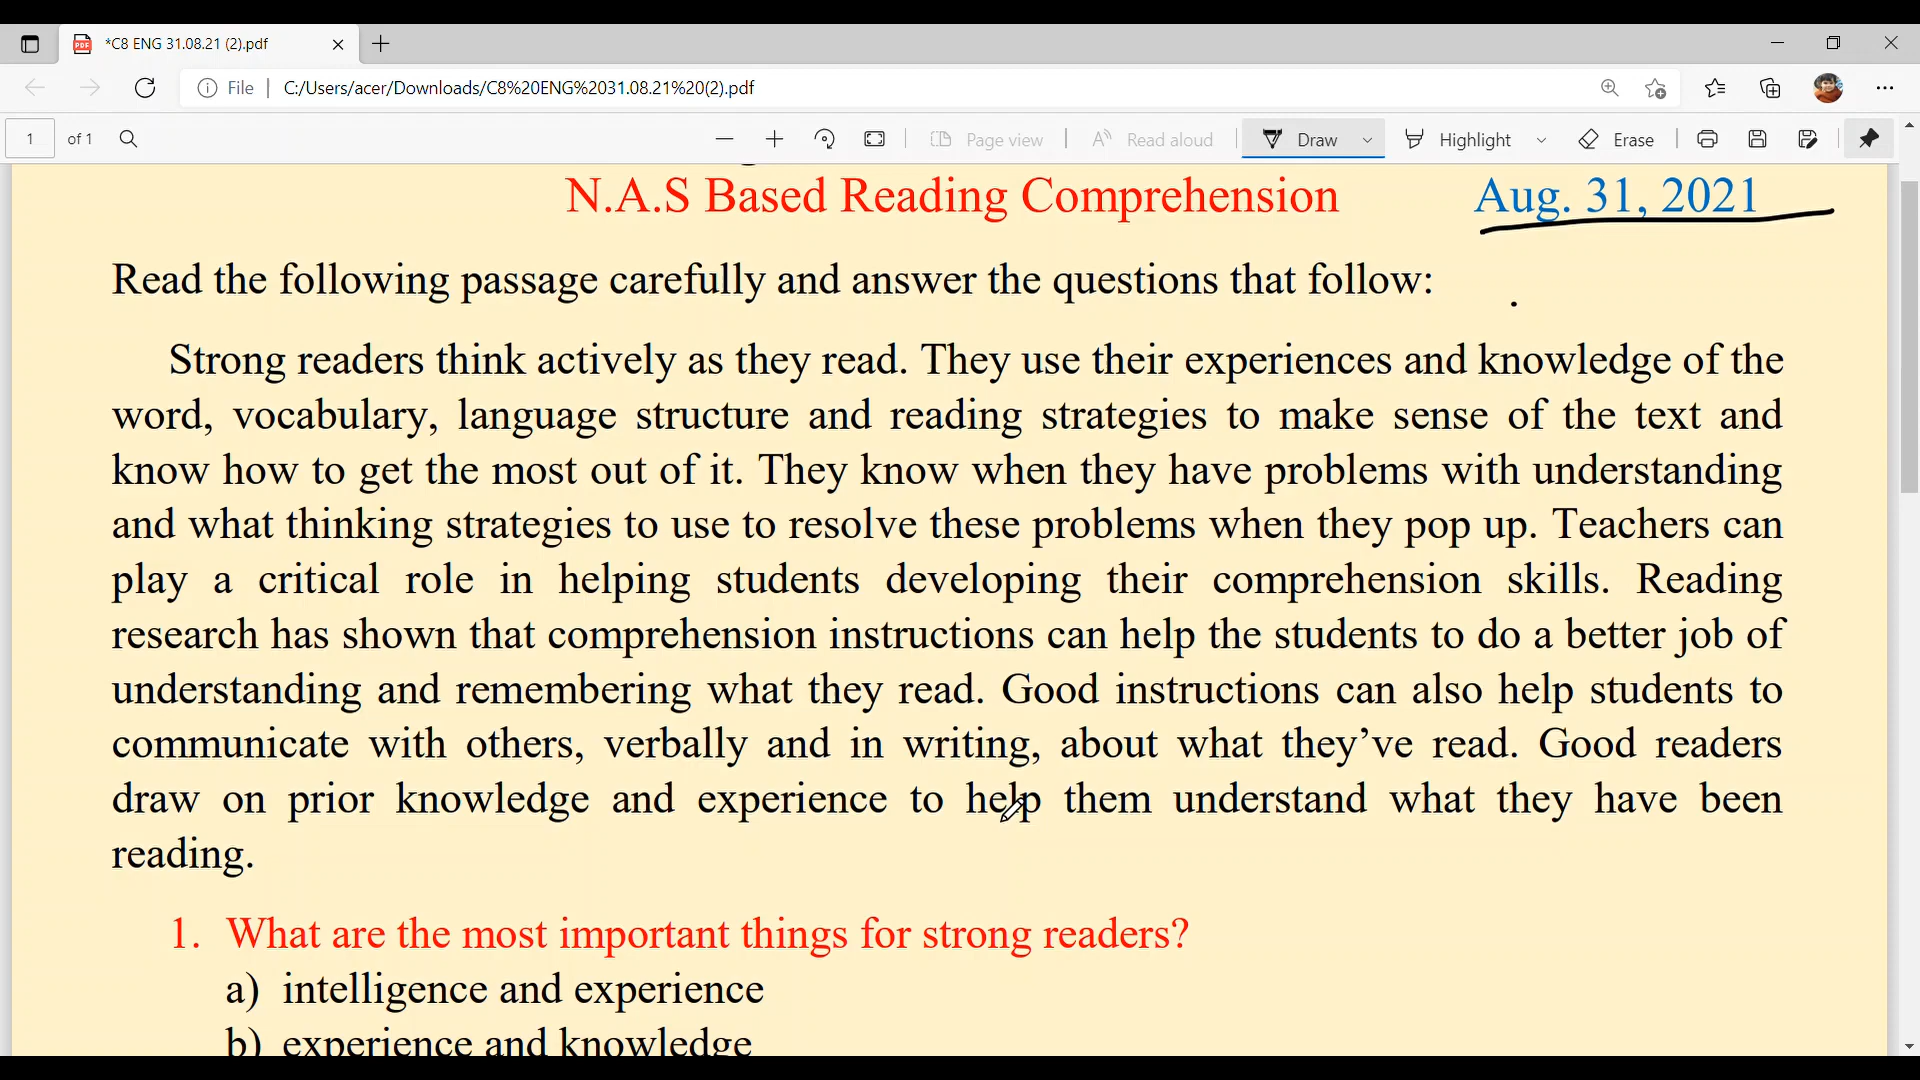 *C8 ENG 31.08.21 (2).pdf
File C:/Users/acer/Downloads/C8%20ENG%2031.08.21%20(2).pdf
1 of 1 Page view Read aloud Draw Highlight Erase
N.A.S Based Reading Comprehension Aug. 31, 2021
Read the following passage carefully and answer the questions that follow:
Strong readers think actively as they read. They use their experiences and knowledge of the
word, vocabulary, language structure and reading strategies to make sense of the text and
know how to get the most out of it. They know when they have problems with understanding
and what thinking strategies to use to resolve these problems when they pop up. Teachers can
play a critical role in helping students developing their comprehension skills. Reading
research has shown that comprehension instructions can help the students to do a better job of
understanding and remembering what they read. Good instructions can also help students to
communicate with others, verbally and in writing, about what they’ve read. Good readers
draw on prior knowledge and experience to help them understand what they have been
reading.
1. What are the most important things for strong readers?
a) intelligence and experience
b) experience and knowledge